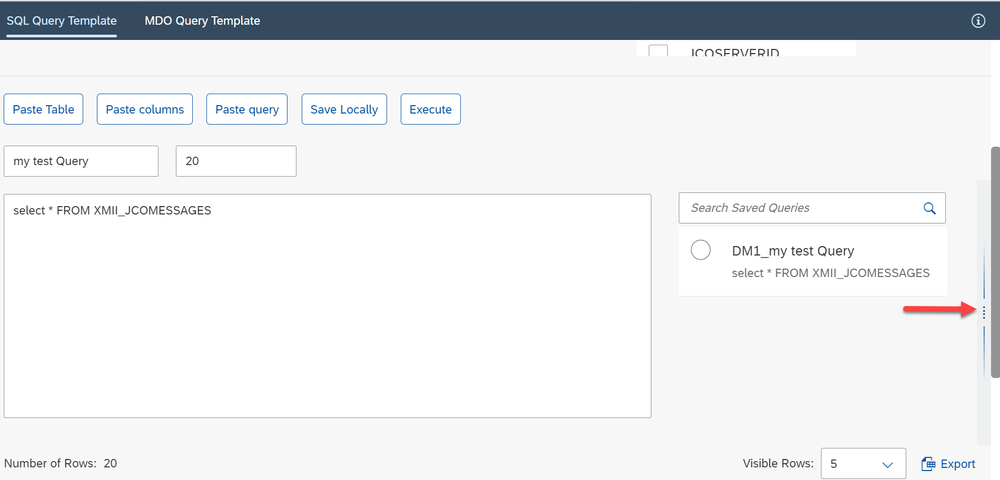 SQL Query Template
MDO Query Template
JCOSERVERID
Paste Table
Paste columns
Paste query
Save Locally
Execute
my test Query
20
select * FROM XMII_JCOMESSAGES
Search Saved Queries
DM1_my test Query
select * FROM XMII_JCOMESSAGES
Number of Rows: 20
Visible Rows: 5
Export